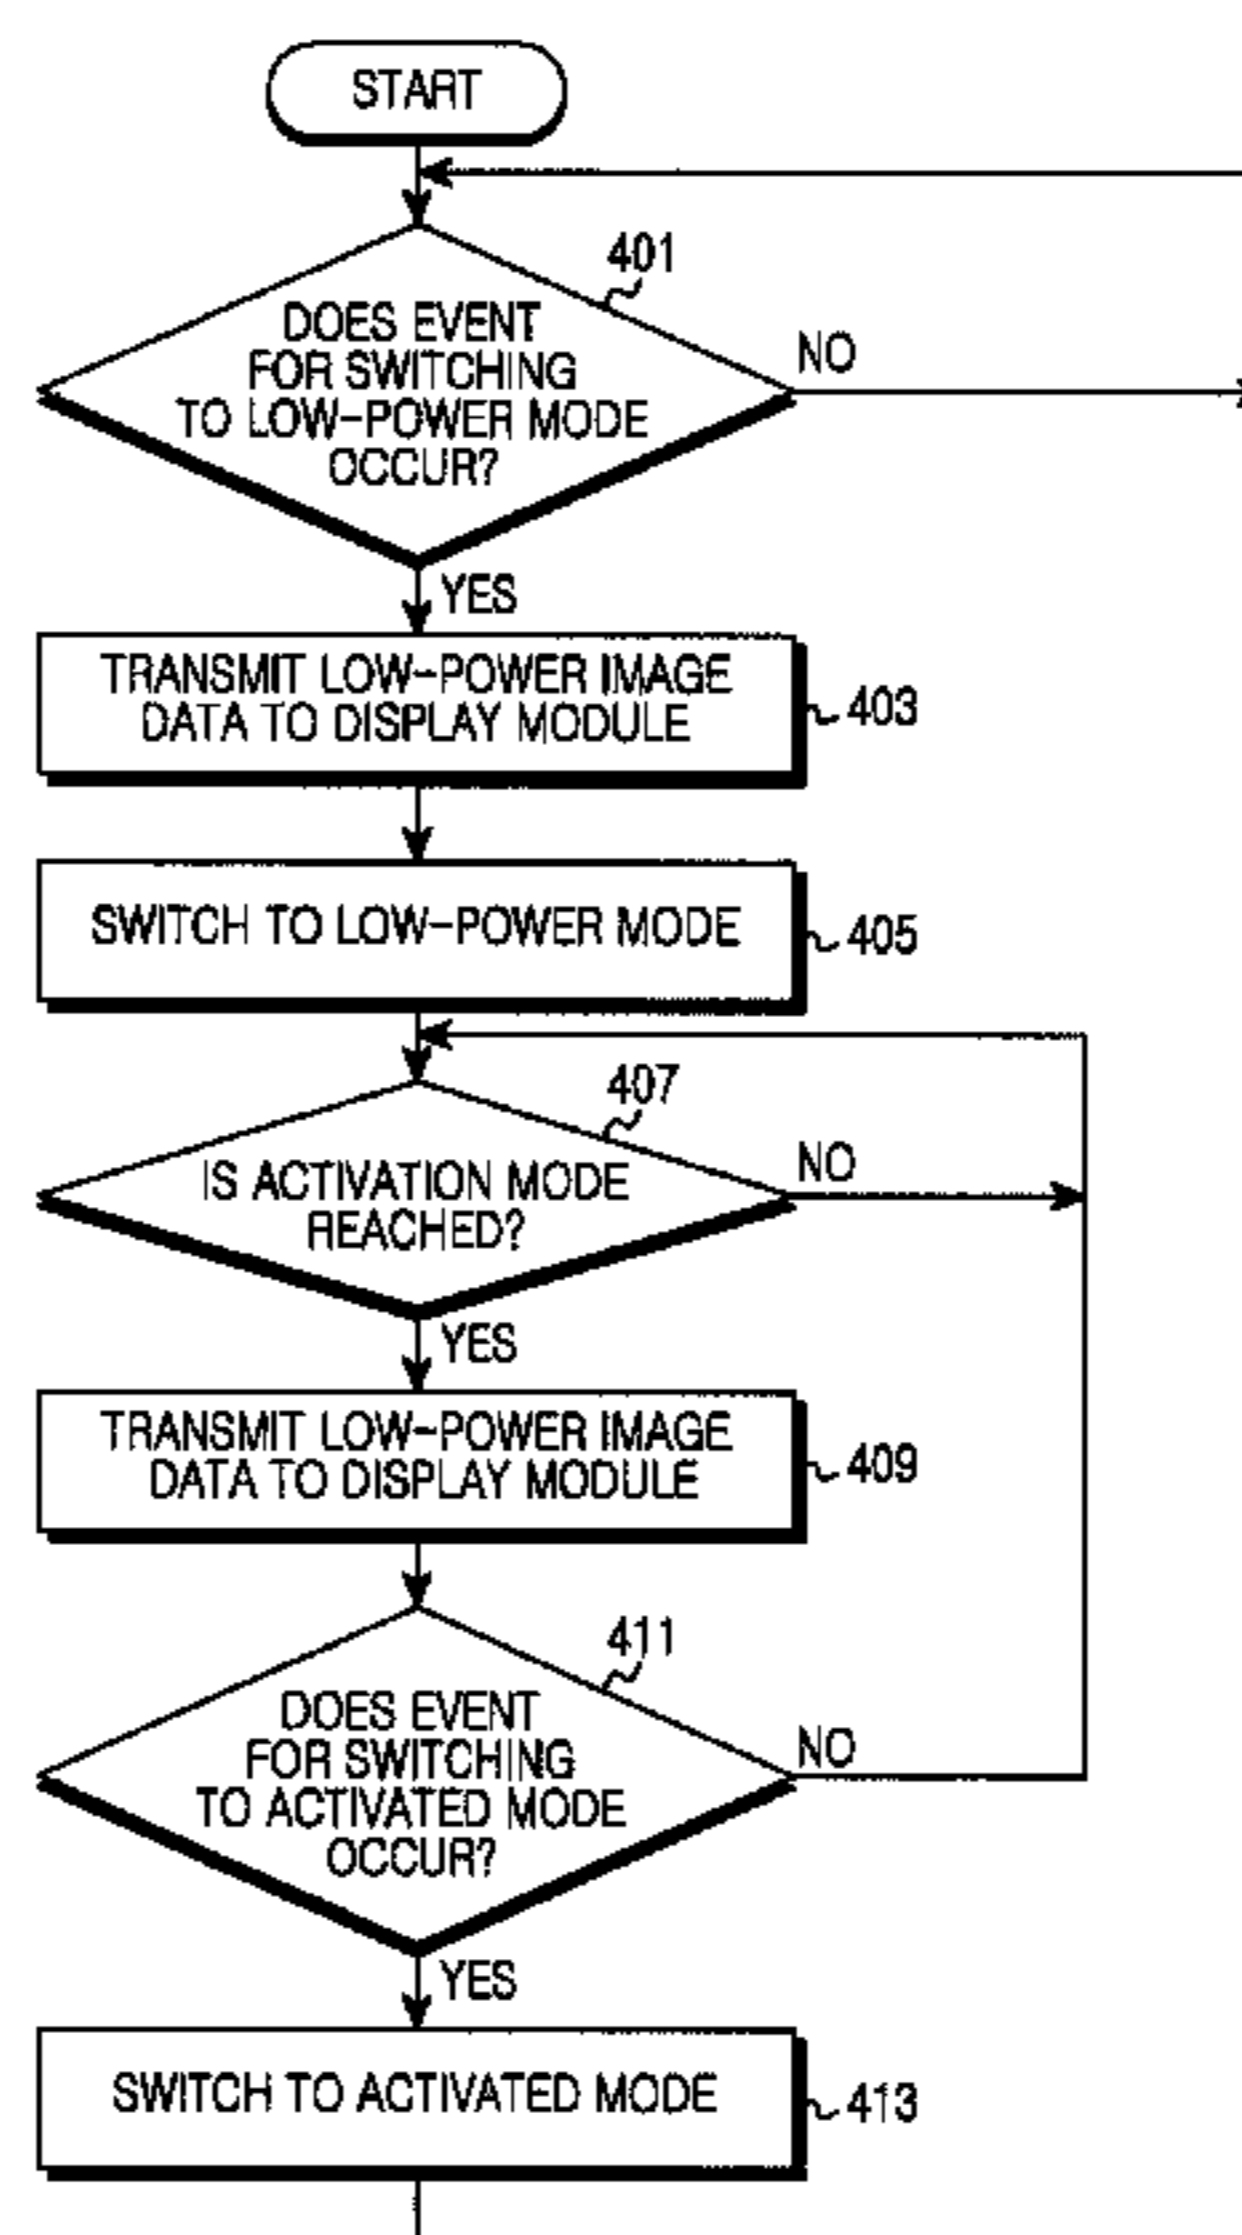 START
401
DOES EVENT
FOR SWITCHING
TO LOW-POWER MODE
OCCUR?
NO
YES
TRANSMIT LOW-POWER IMAGE
DATA TO DISPLAY MODULE
403
SWITCH TO LOW-POWER MODE
405
407
IS ACTIVATION MODE
REACHED?
NO
YES
TRANSMIT LOW-POWER IMAGE
DATA TO DISPLAY MODULE
409
411
DOES EVENT
FOR SWITCHING
TO ACTIVATED MODE
OCCUR?
NO
YES
SWITCH TO ACTIVATED MODE
413